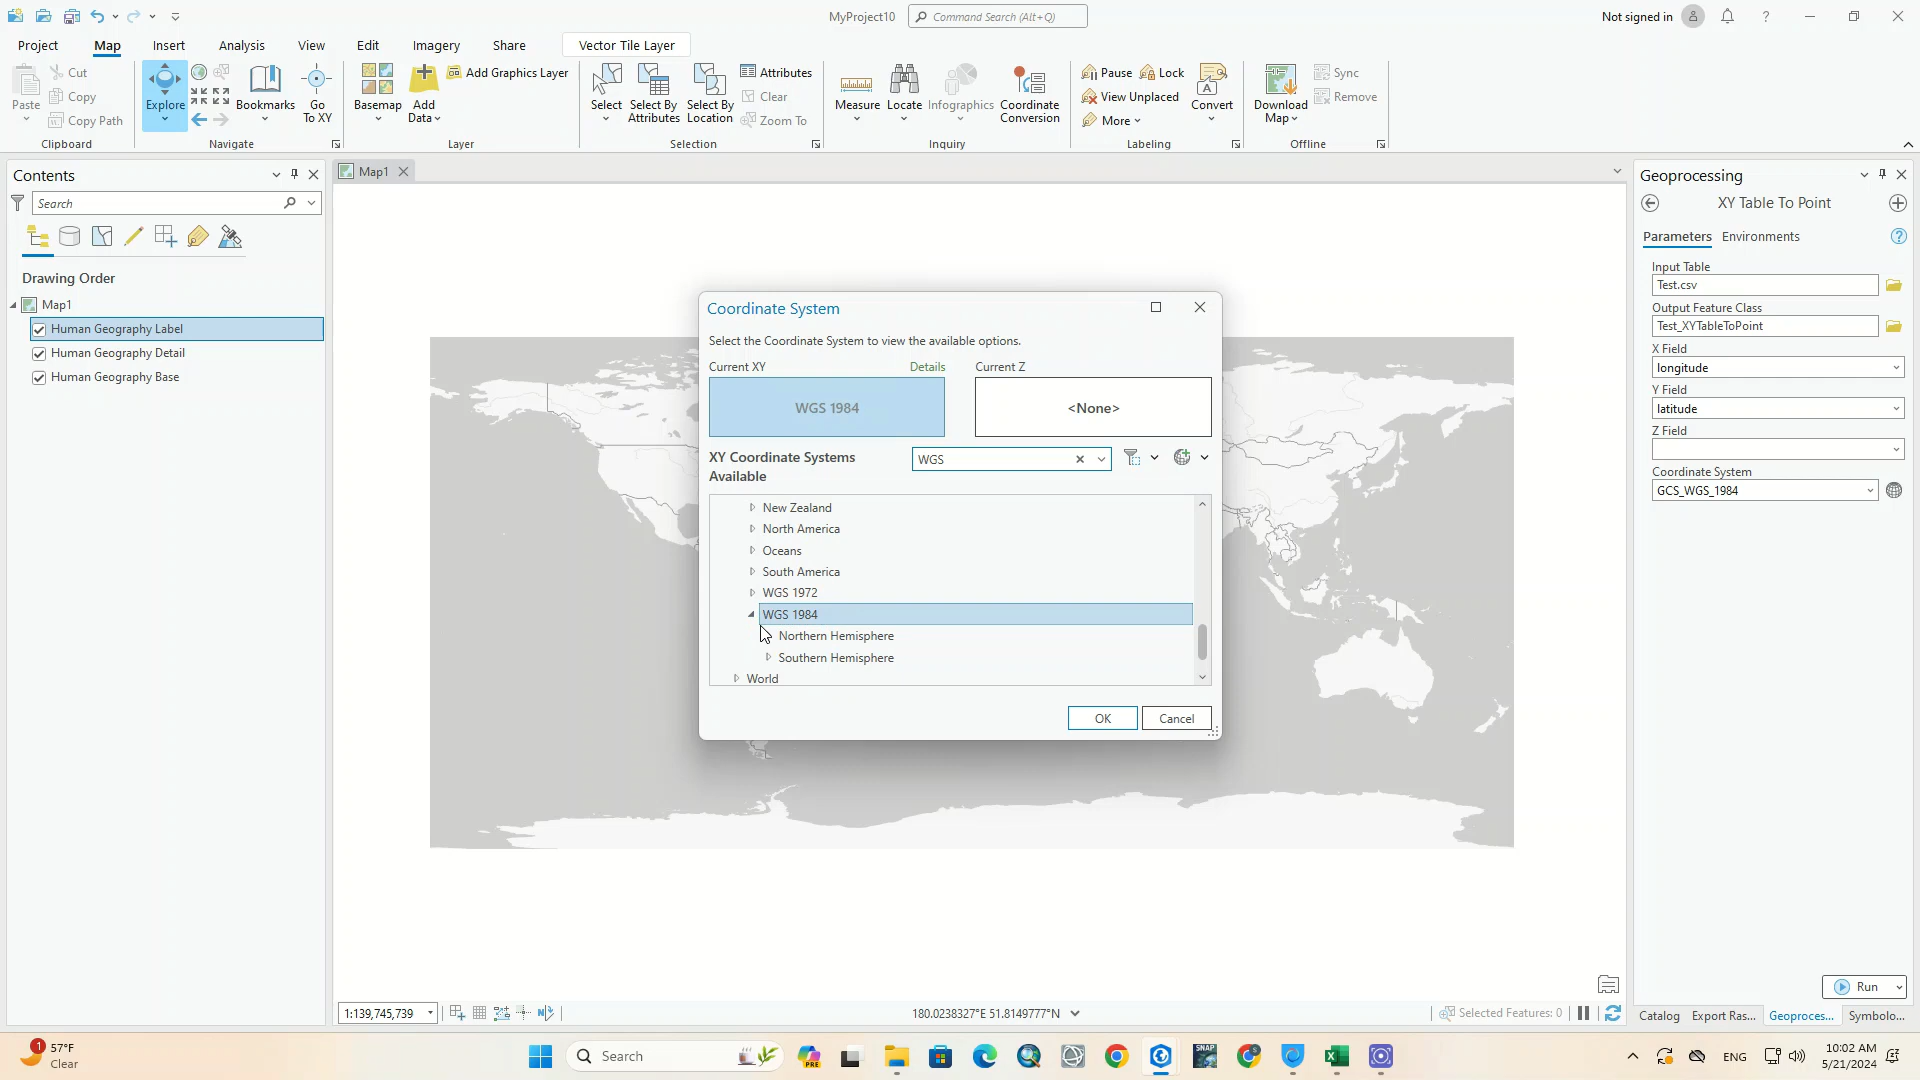 MyProject10
Command Search (Alt+Q)
Not signed in
Project
Map
Insert
Analysis
View
Edit
Imagery
Share
Vector Tile Layer
Paste
Cut
Copy
Copy Path
Clipboard
Explore
Bookmarks
Go To XY
Navigate
Basemap
Add Data
Add Graphics Layer
Layer
Select
Select By Attributes
Select By Location
Attributes
Clear
Zoom To
Selection
Measure
Locate
Infographics
Coordinate Conversion
Inquiry
Pause
Lock
View Unplaced
More
Convert
Labeling
Download Map
Sync
Remove
Offline
Contents
Search
Drawing Order
Map1
Human Geography Label
Human Geography Detail
Human Geography Base
Map1
Coordinate System
Select the Coordinate System to view the available options.
Current XY
Details
Current Z
WGS 1984
<None>
XY Coordinate Systems Available
WGS
New Zealand
North America
Oceans
South America
WGS 1972
WGS 1984
Northern Hemisphere
Southern Hemisphere
World
OK
Cancel
Geoprocessing
XY Table To Point
Parameters
Environments
Input Table
Test.csv
Output Feature Class
Test_XYTableToPoint
X Field
longitude
Y Field
latitude
Z Field
Coordinate System
GCS_WGS_1984
Run
1:139,745,739
180.0238327°E 51.8149777°N
Selected Features: 0
Catalog
Export Ras...
Geoproces...
Symbolo...
1
57°F
Clear
Search
PRE
SNAP
ENG
10:02 AM
5/21/2024